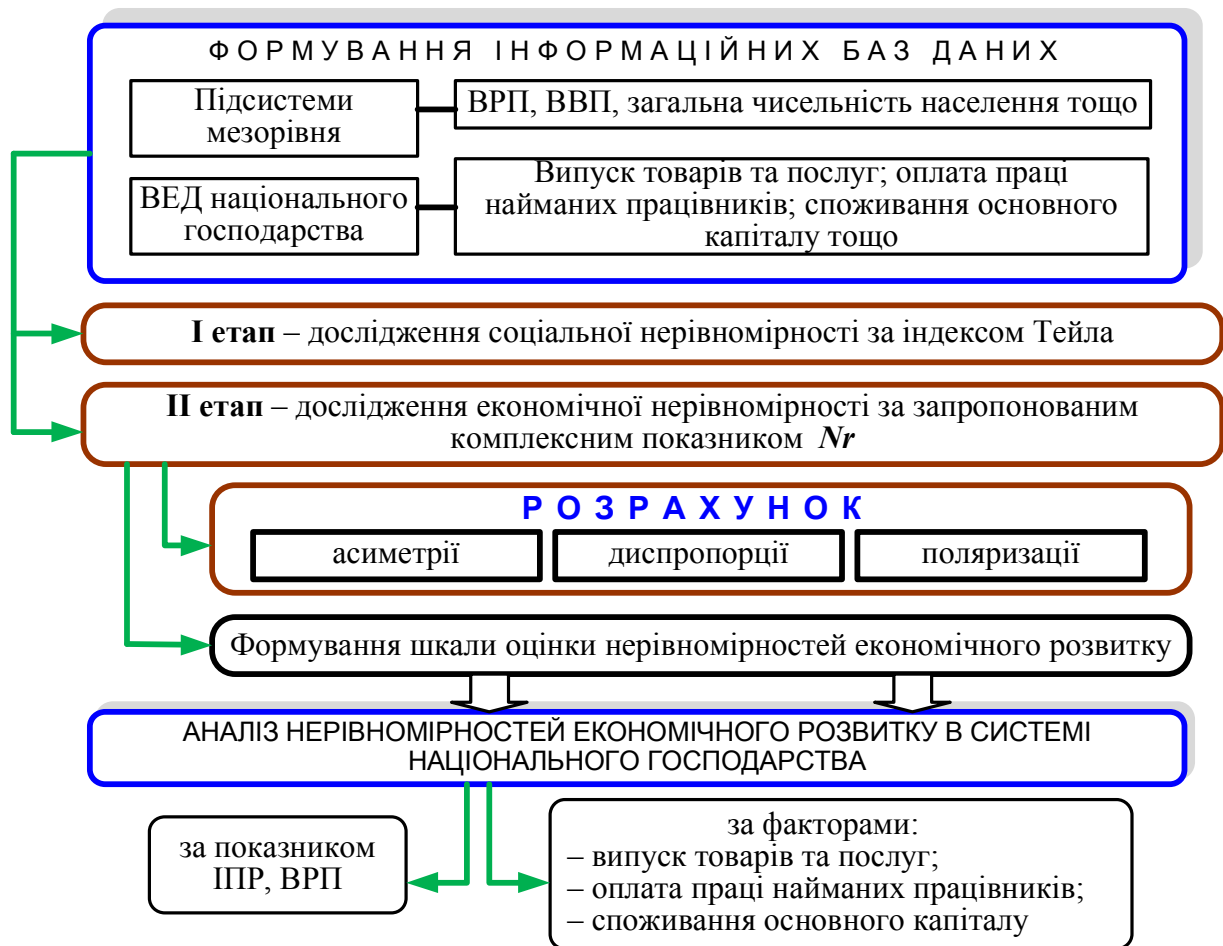 ФОРМУВАННЯ ІНФОРМАЦІЙНИХ БАЗ ДАНИХ
Підсистеми
мезорівня
ВРП, ВВП, загальна чисельність населення тощо
ВЕД національного
господарства
Випуск товарів та послуг; оплата праці
найманих працівників; споживання основного
капіталу тощо
І етап – дослідження соціальної нерівномірності за індексом Тейла
ІІ етап – дослідження економічної нерівномірності за запропонованим
комплексним показником Nr
РОЗРАХУНОК
асиметрії
диспропорції
поляризації
Формування шкали оцінки нерівномірностей економічного розвитку
АНАЛІЗ НЕРІВНОМІРНОСТЕЙ ЕКОНОМІЧНОГО РОЗВИТКУ В СИСТЕМІ
НАЦІОНАЛЬНОГО ГОСПОДАРСТВА
за показником
ІПР, ВРП
за факторами:
– випуск товарів та послуг;
– оплата праці найманих працівників;
– споживання основного капіталу